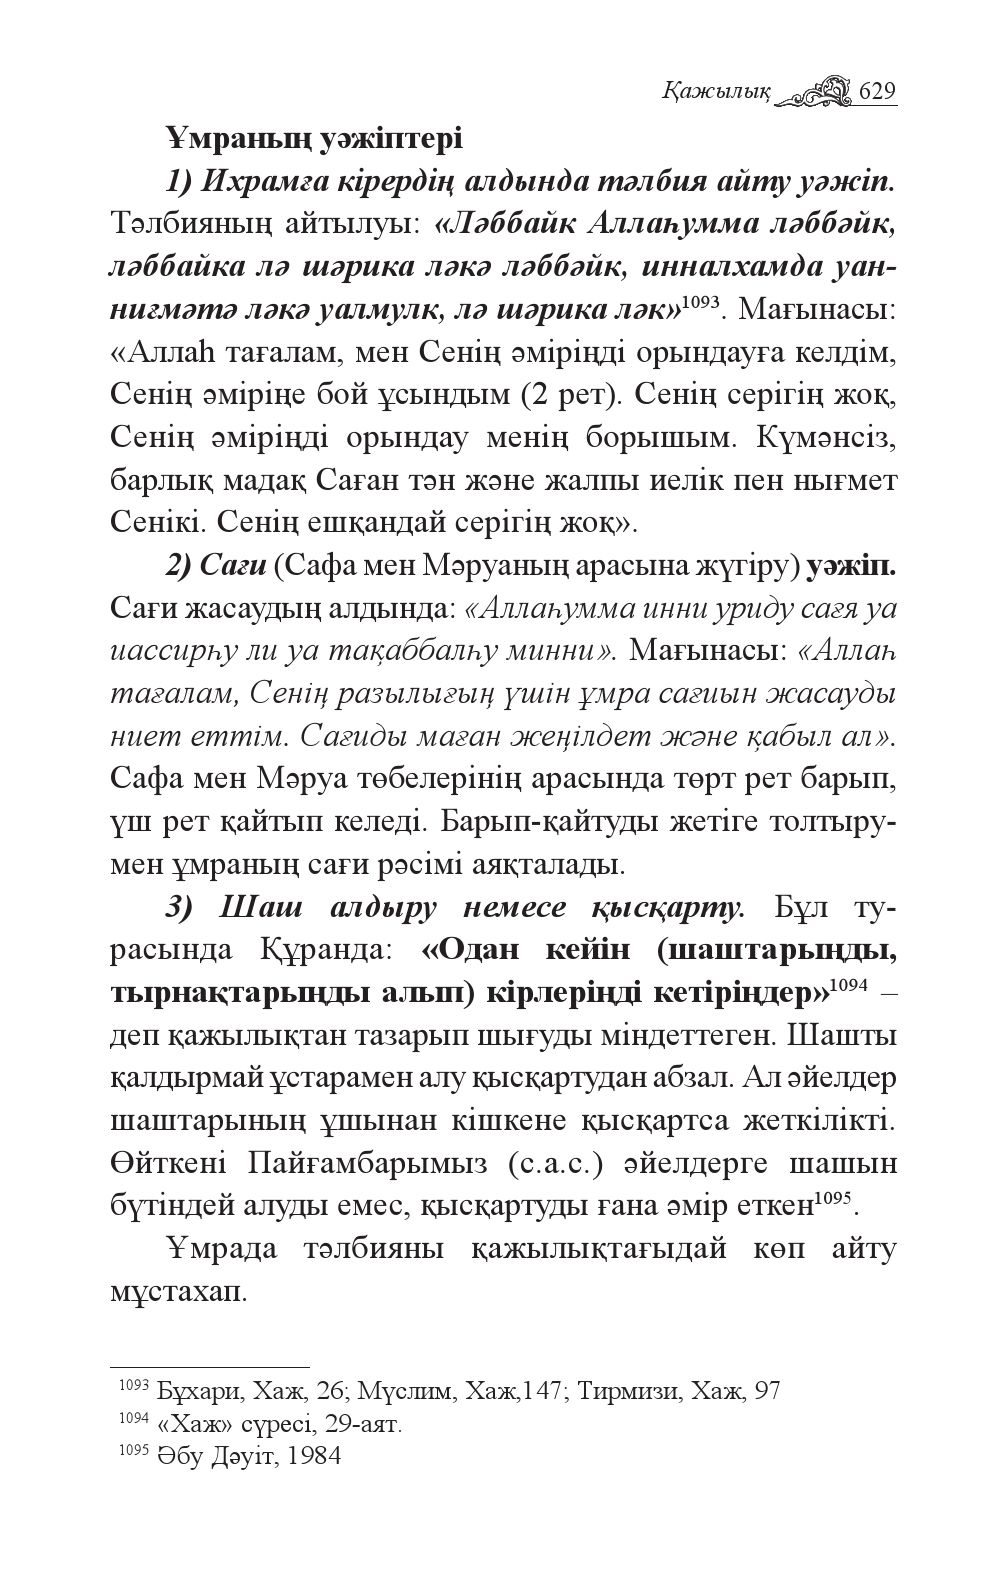 Қажылық 629
Ұмраның уәжіптері
1) Ихрамға кірердің алдында тәлбия айту уәжіп.
Тәлбияның айтылуы: «Ләббайк Аллаһумма ләббәйк,
ләббайка лә шәрика ләкә ләббәйк, инналхамда уан-
ниғмәтә ләкә уалмулк, лә шәрика ләк»1093. Мағынасы:
«Аллаһ тағалам, мен Сенің әміріңді орындауға келдім,
Сенің әміріңе бой ұсындым (2 рет). Сенің серігің жоқ,
Сенің әміріңді орындау менің борышым. Күмәнсіз,
барлық мадақ Саған тән және жалпы иелік пен нығмет
Сенікі. Сенің ешқандай серігің жоқ».
2) Сағи (Сафа мен Мәруаның арасына жүгіру) уәжіп.
Сағи жасаудың алдында: «Аллаһумма инни уриду сағя уа
иассирһу ли уа тақаббалһу минни». Мағынасы: «Аллаһ
тағалам, Сенің разылығың үшін ұмра сағиын жасауды
ниет еттім. Сағиды маған жеңілдет және қабыл ал».
Сафа мен Мәруа төбелерінің арасында төрт рет барып,
үш рет қайтып келеді. Барып-қайтуды жетіге толтыру-
мен ұмраның сағи рәсімі аяқталады.
3) Шаш алдыру немесе қысқарту. Бұл ту-
расында Құранда: «Одан кейін (шаштарыңды,
тырнақтарыңды алып) кірлеріңді кетіріңдер»1094 –
деп қажылықтан тазарып шығуды міндеттеген. Шашты
қалдырмай ұстарамен алу қысқартудан абзал. Ал әйелдер
шаштарының ұшынан кішкене қысқартса жеткілікті.
Өйткені Пайғамбарымыз (с.а.с.) әйелдерге шашын
бүтіндей алуды емес, қысқартуды ғана әмір еткен1095.
Ұмрада тәлбияны қажылықтағыдай көп айту
мұстахап.
1093 Бұхари, Хаж, 26; Мүслим, Хаж,147; Тирмизи, Хаж, 97
1094 «Хаж» сүресі, 29-аят.
1095 Әбу Дәуіт, 1984